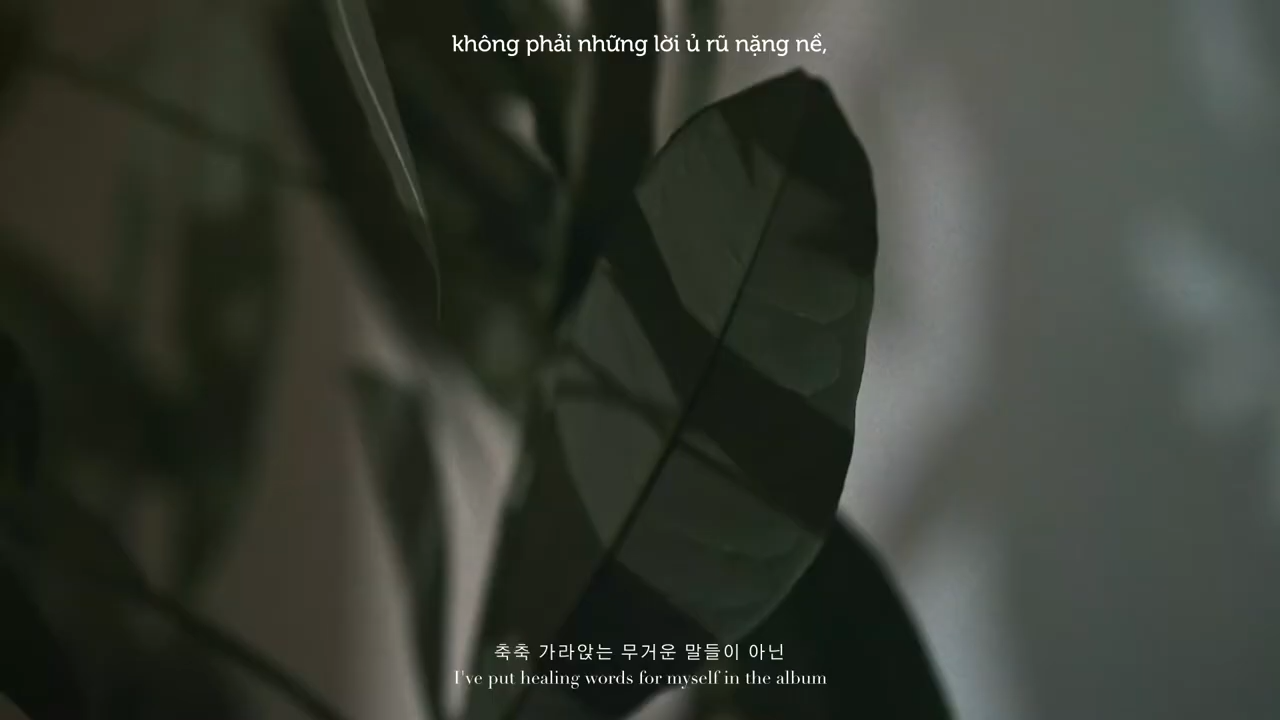 không phải những lời ủ rũ nặng nề,
축축 가라앉는 무거운 말들이 아닌
I've put healing words for myself in the album